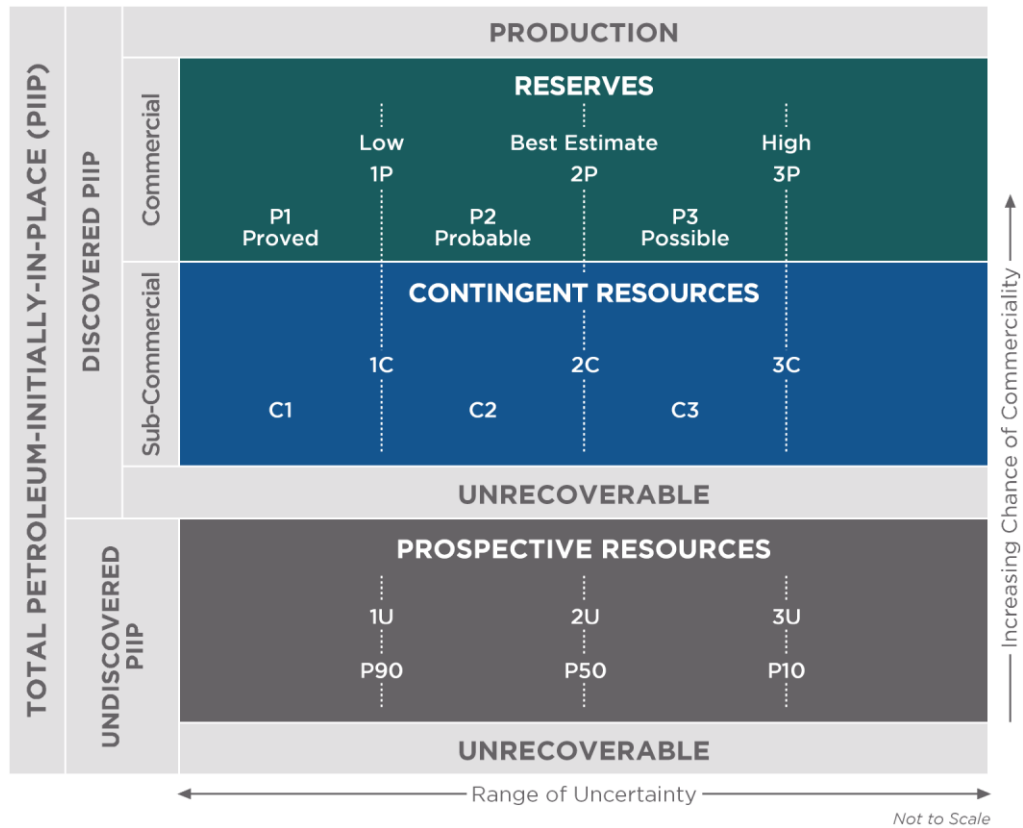 TOTAL PETROLEUM-INITIALLY-IN-PLACE (PIIP)
DISCOVERED PIIP
PRODUCTION
Commercial
RESERVES
Low
Best Estimate
High
1P
2P
3P
P1
Proved
P2
Probable
P3
Possible
Sub-Commercial
CONTINGENT RESOURCES
1C
2C
3C
C1
C2
C3
UNRECOVERABLE
UNDISCOVERED
PIIP
PROSPECTIVE RESOURCES
1U
2U
3U
P90
P50
P10
UNRECOVERABLE
Increasing Chance of Commerciality
Range of Uncertainty
Not to Scale